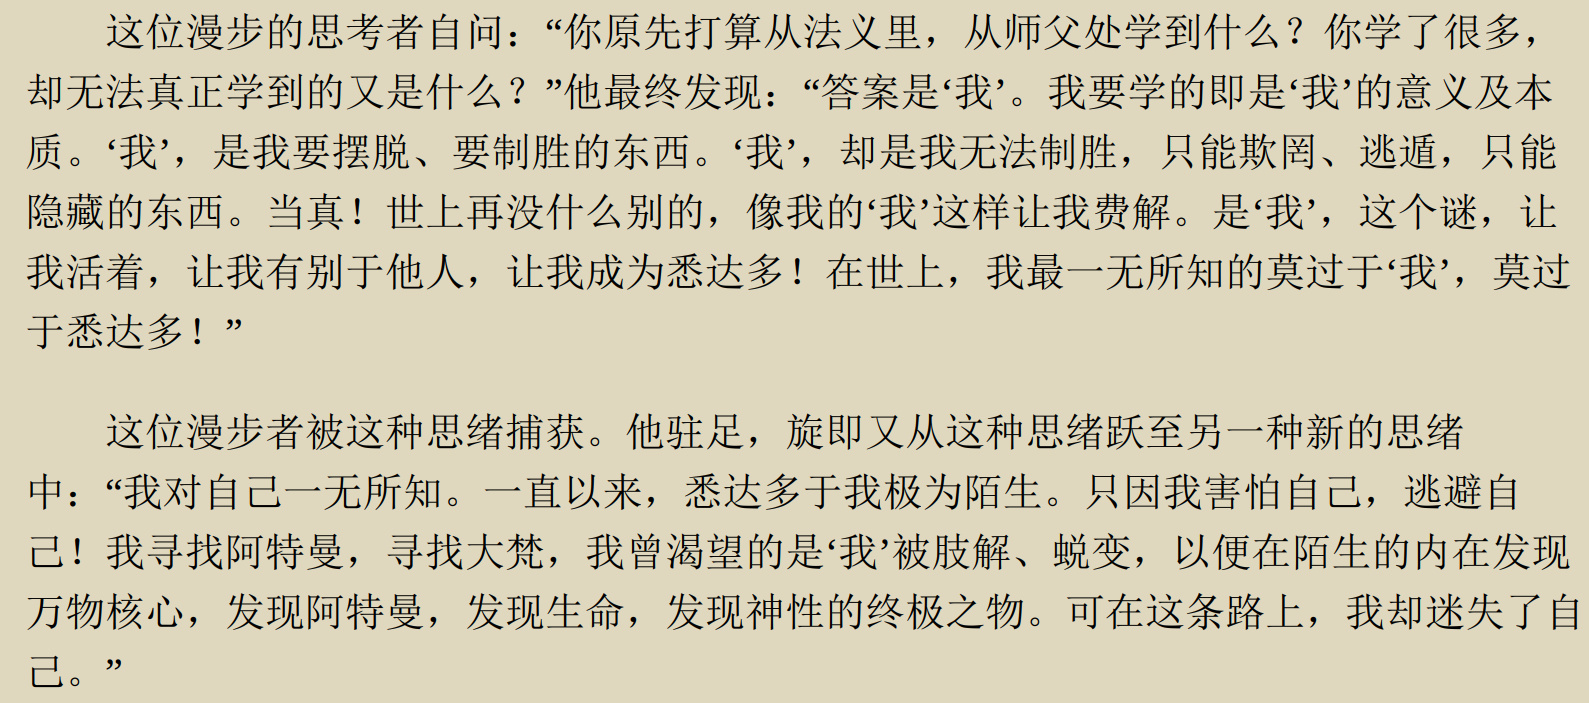 这位漫步的思考者自问：“你原先打算从法义里，从师父处学到什么？你学了很多，
却无法真正学到的又是什么？”他最终发现：“答案是‘我’。我要学的即是‘我’的意义及本
质。‘我’，是我要摆脱、要制胜的东西。‘我’，却是我无法制胜，只能欺罔、逃遁，只能
隐藏的东西。当真！世上再没什么别的，像我的‘我’这样让我费解。是‘我’，这个谜，让
我活着，让我有别于他人，让我成为悉达多！在世上，我最一无所知的莫过于‘我’，莫过
于悉达多！”
这位漫步者被这种思绪捕获。他驻足，旋即又从这种思绪跃至另一种新的思绪
中：“我对自己一无所知。一直以来，悉达多于我极为陌生。只因我害怕自己，逃避自
己！我寻找阿特曼，寻找大梵，我曾渴望的是‘我’被肢解、蜕变，以便在陌生的内在发现
万物核心，发现阿特曼，发现生命，发现神性的终极之物。可在这条路上，我却迷失了自
己。”